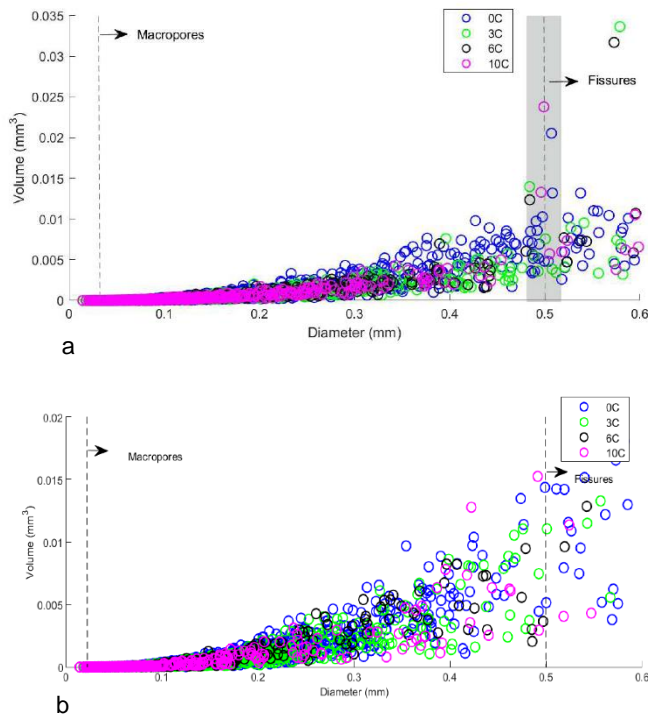 0.035
0.03
0.025
0.02
0.015
0.01
0.005
0
Volume (mm³)
Macropores
0C
3C
6C
10C
Fissures
0 0.1 0.2 0.3 0.4 0.5 0.6
Diameter (mm)
a
0.02
0.015
0.01
0.005
0
Volume (mm³)
Macropores
0C
3C
6C
10C
Fissures
0 0.1 0.2 0.3 0.4 0.5 0.6
Diameter (mm)
b